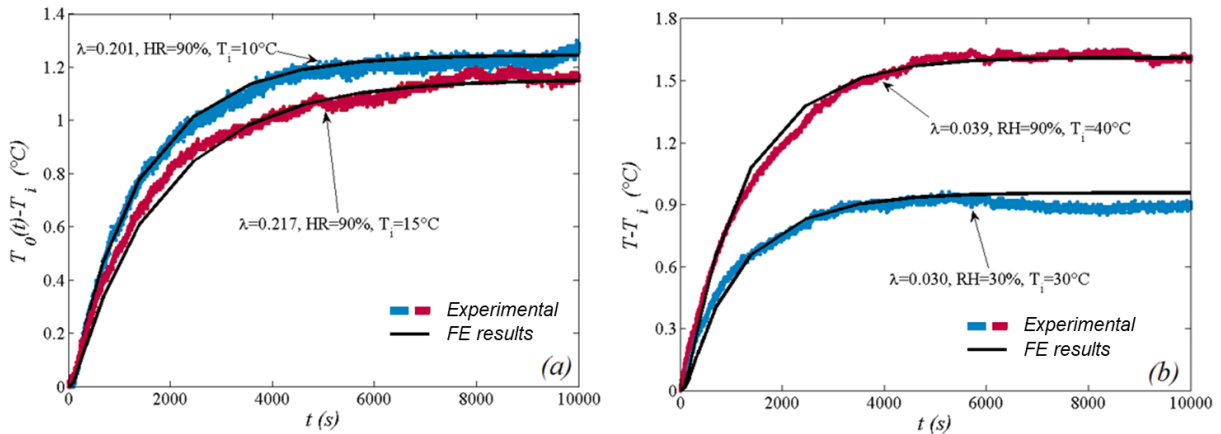 1.4
1.2
1
0.8
0.6
0.4
0.2
0
T₀(t)-Tᵢ (°C)
λ=0.201, HR=90%, Tᵢ=10°C
λ=0.217, HR=90%, Tᵢ=15°C
Experimental
FE results
(a)
0 2000 4000 6000 8000 10000
t (s)
1.8
1.5
1.2
0.9
0.6
0.3
0
T-Tᵢ (°C)
λ=0.039, RH=90%, Tᵢ=40°C
λ=0.030, RH=30%, Tᵢ=30°C
Experimental
FE results
(b)
0 2000 4000 6000 8000 10000
t (s)